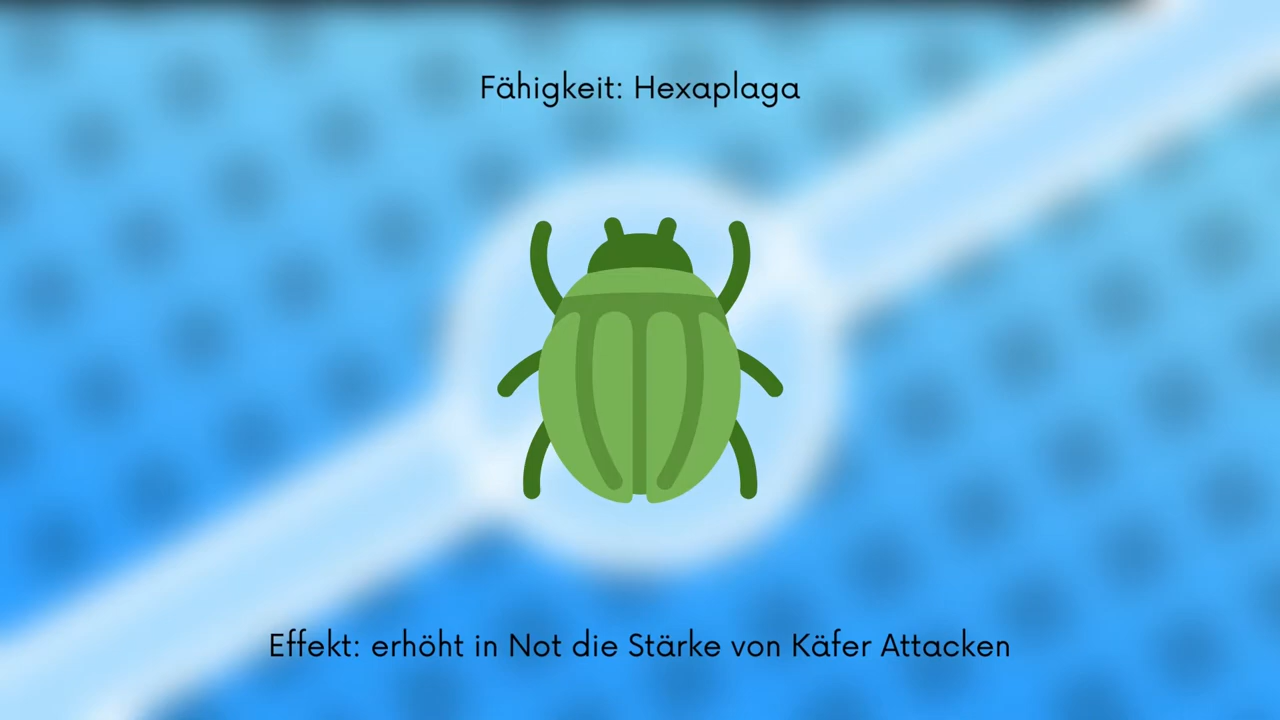 Fähigkeit: Hexaplaga
Effekt: erhöht in Not die Stärke von Käfer Attacken